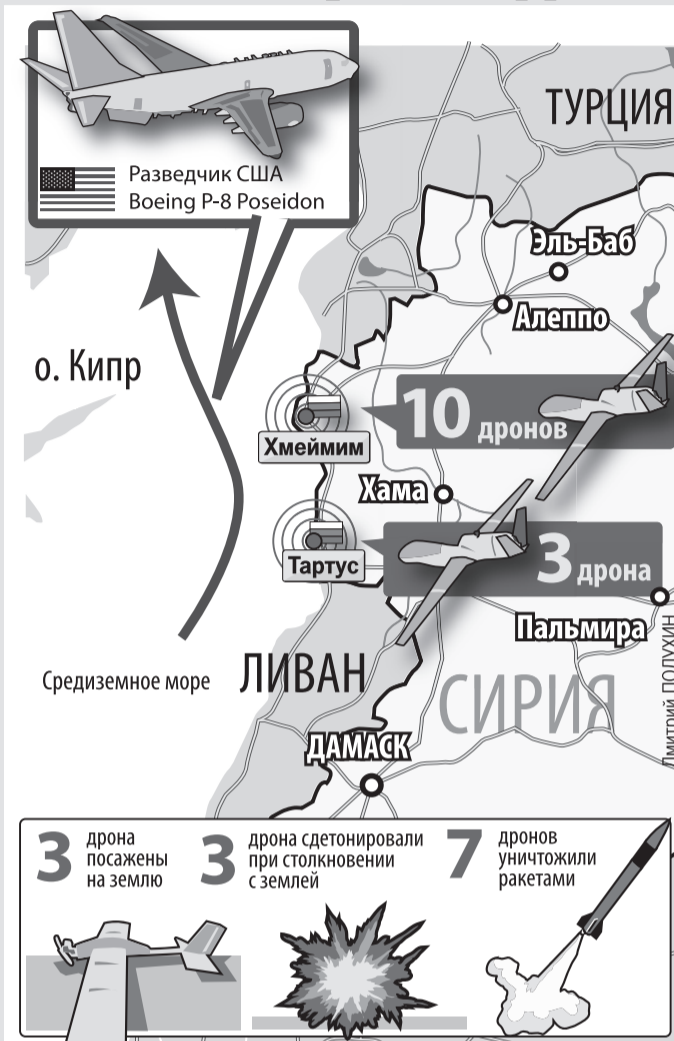 ТУРЦИЯ
Разведчик США
Boeing P-8 Poseidon
Эль-Баб
Алеппо
о. Кипр
10 дронов
Хмеймим
Хама
Тартус
3 дрона
Пальмира
Средиземное море
ЛИВАН
СИРИЯ
Дмитрий ПОЛУХИН
ДАМАСК
3 дрона
посажены
на землю
3 дрона сдетонировали
при столкновении
с землей
7 дронов
уничтожили
ракетами